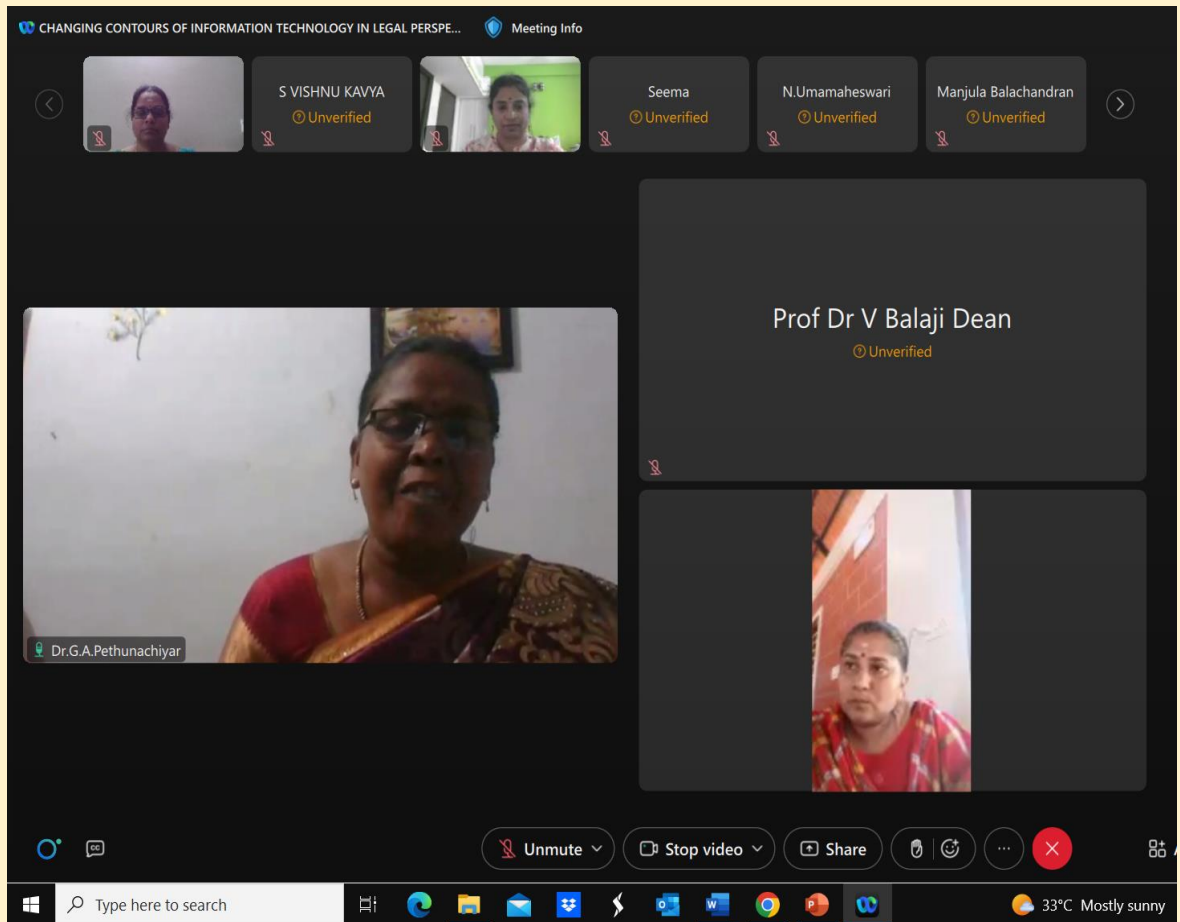 CHANGING CONTOURS OF INFORMATION TECHNOLOGY IN LEGAL PERSPE...
Meeting Info
S VISHNU KAVYA
Unverified
Seema
Unverified
N.Umamaheswari
Unverified
Manjula Balachandran
Unverified
Prof Dr V Balaji Dean
Unverified
Dr.G.A.Pethunachiyar
CC
Unmute
Stop video
Share
Type here to search
33°C Mostly sunny